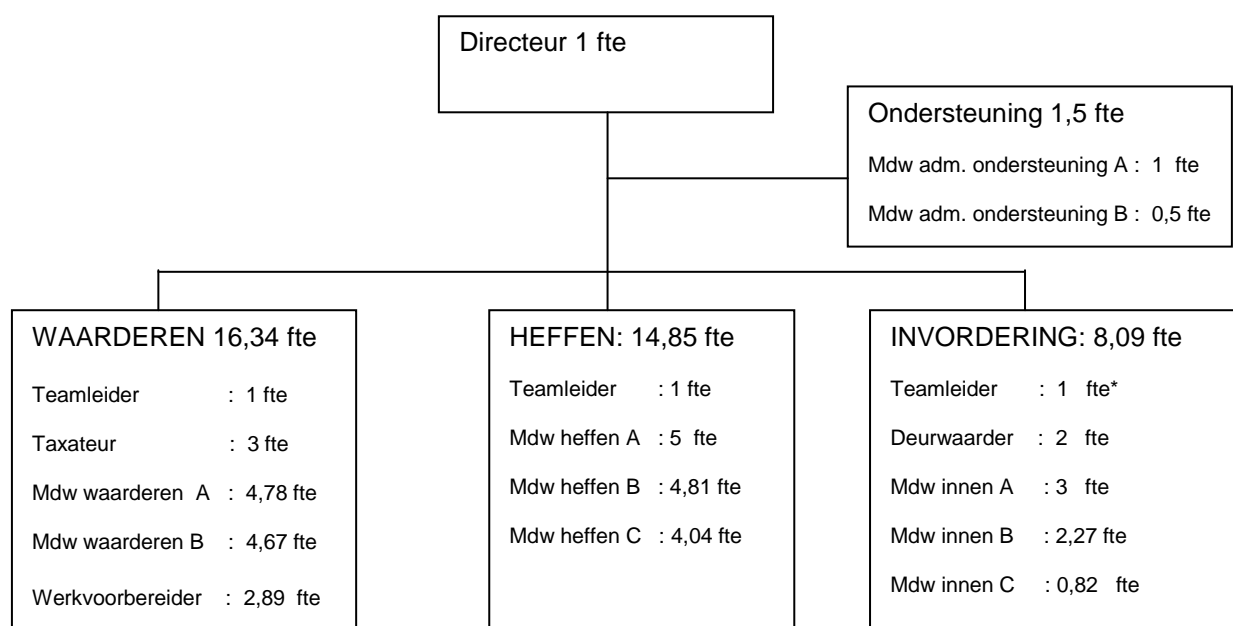 Directeur 1 fte
Ondersteuning 1,5 fte
Mdw adm. ondersteuning A : 1 fte
Mdw adm. ondersteuning B : 0,5 fte
WAARDEREN 16,34 fte
Teamleider : 1 fte
Taxateur : 3 fte
Mdw waarderen A : 4,78 fte
Mdw waarderen B : 4,67 fte
Werkvoorbereider : 2,89 fte
HEFFEN: 14,85 fte
Teamleider : 1 fte
Mdw heffen A : 5 fte
Mdw heffen B : 4,81 fte
Mdw heffen C : 4,04 fte
INVORDERING: 8,09 fte
Teamleider : 1 fte*
Deurwaarder : 2 fte
Mdw innen A : 3 fte
Mdw innen B : 2,27 fte
Mdw innen C : 0,82 fte